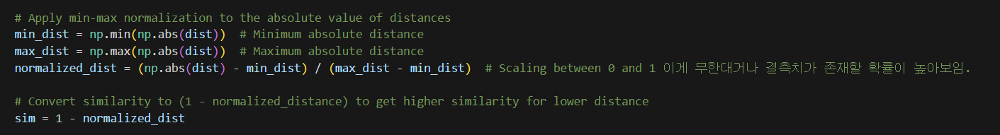 # Apply min-max normalization to the absolute value of distances
min_dist = np.min(np.abs(dist))  # Minimum absolute distance
max_dist = np.max(np.abs(dist))  # Maximum absolute distance
normalized_dist = (np.abs(dist) - min_dist) / (max_dist - min_dist)  # Scaling between 0 and 1 이게 무한대거나 결측치가 존재할 확률이 높아보임.
# Convert similarity to (1 - normalized_distance) to get higher similarity for lower distance
sim = 1 - normalized_dist